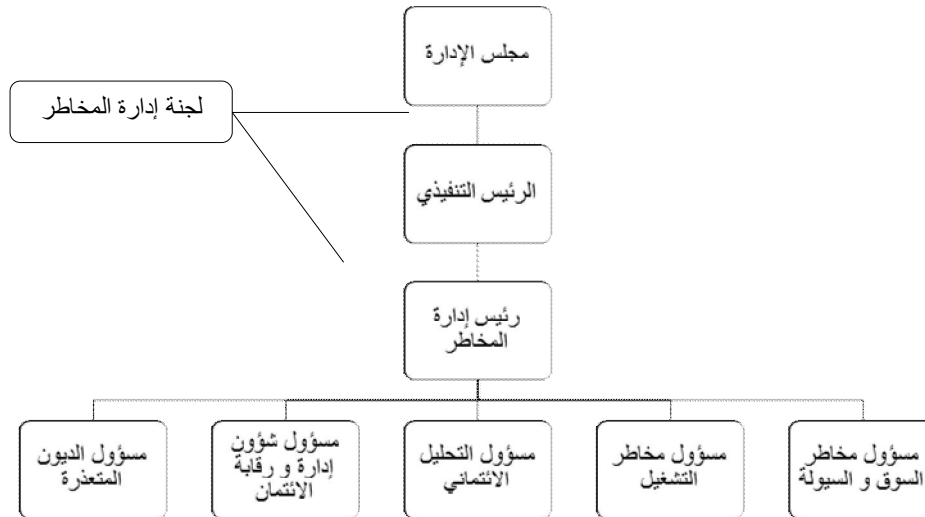 مجلس الإدارة
لجنة إدارة المخاطر
الرئيس التنفيذي
رئيس إدارة
المخاطر
مسؤول مخاطر
السوق و السيولة
مسؤول مخاطر
التشغيل
مسؤول التحليل
الائتماني
مسؤول شؤون
إدارة و رقابة
الائتمان
مسؤول الديون
المتعذرة